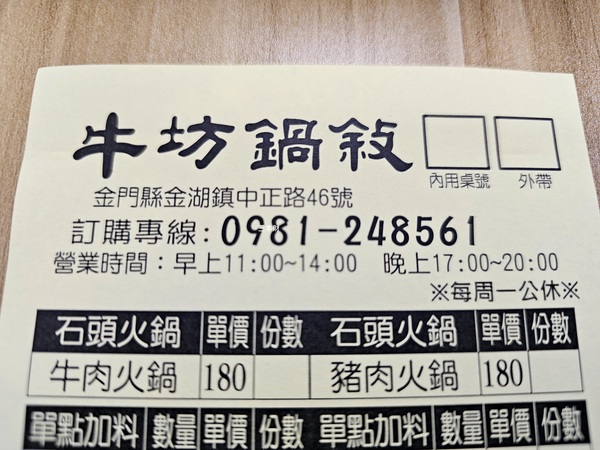 牛坊鍋敍
內用桌號 外帶
金門縣金湖鎮中正路46號
訂購專線：0981-248561
營業時間：早上11:00~14:00 晚上17:00~20:00
※每周一公休※
石頭火鍋 單價 份數 石頭火鍋 單價 份數
牛肉火鍋 180 豬肉火鍋 180
單點加料 數量 單價 份數 單點加料 數量 單價 份數